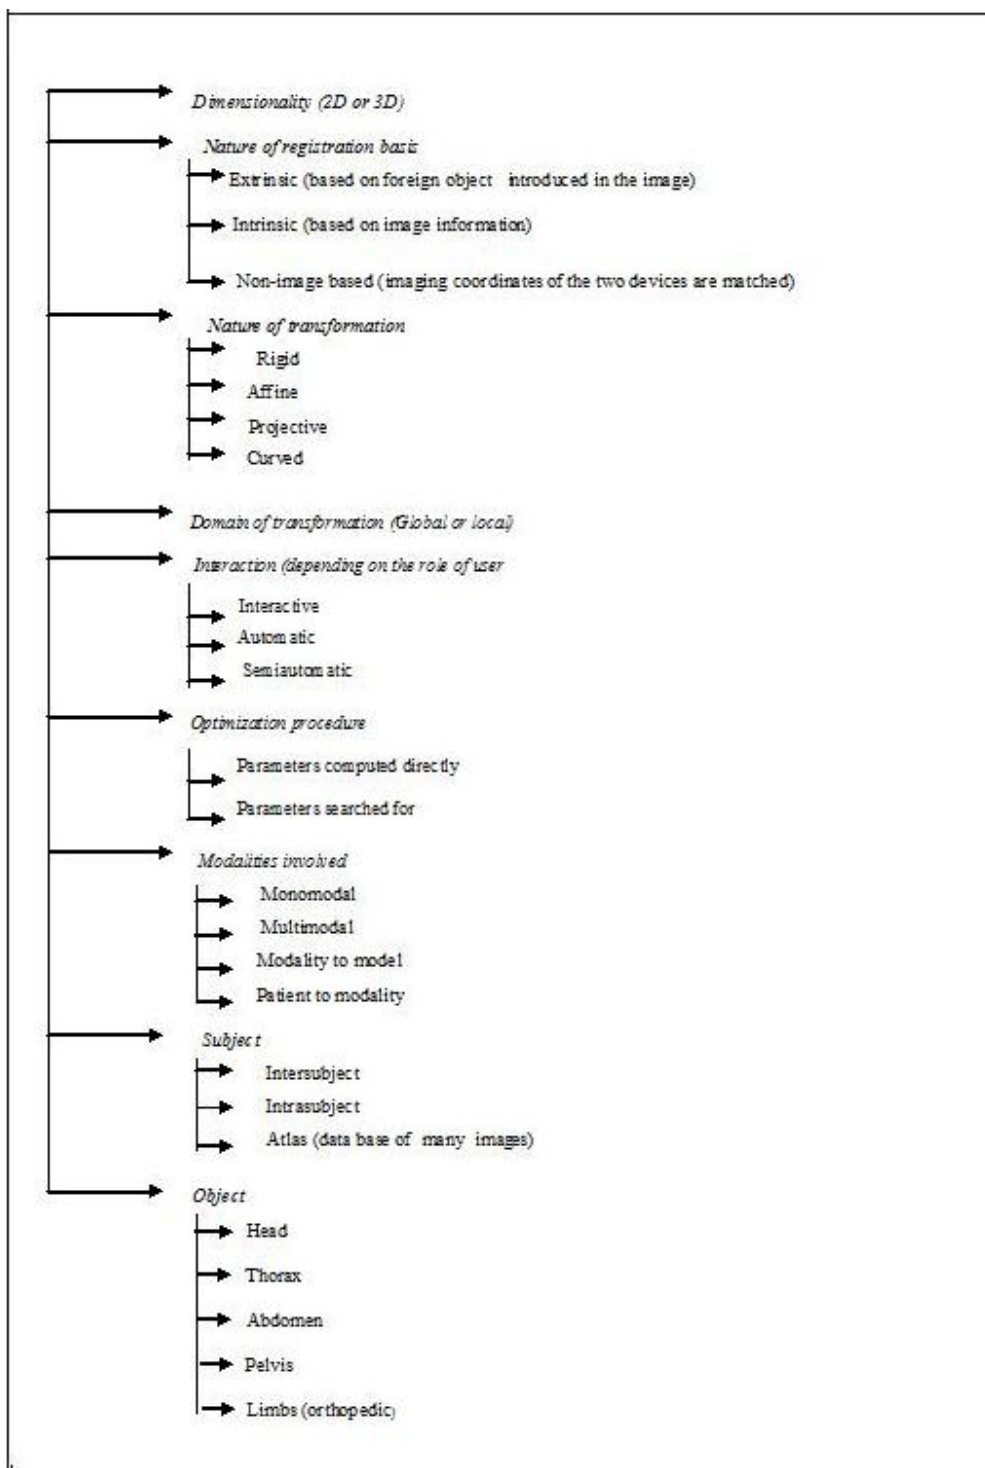 Dimensionality (2D or 3D)
Nature of registration basis
Extrinsic (based on foreign object introduced in the image)
Intrinsic (based on image information)
Non-image based (imaging coordinates of the two devices are matched)
Nature of transformation
Rigid
Affine
Projective
Curved
Domain of transformation (Global or local)
Interaction (depending on the role of user
Interactive
Automatic
Semiautomatic
Optimization procedure
Parameters computed directly
Parameters searched for
Modalities involved
Monomodal
Multimodal
Modality to model
Patient to modality
Subject
Intersubject
Intrasubject
Atlas (data base of many images)
Object
Head
Thorax
Abdomen
Pelvis
Limbs (orthopedic)